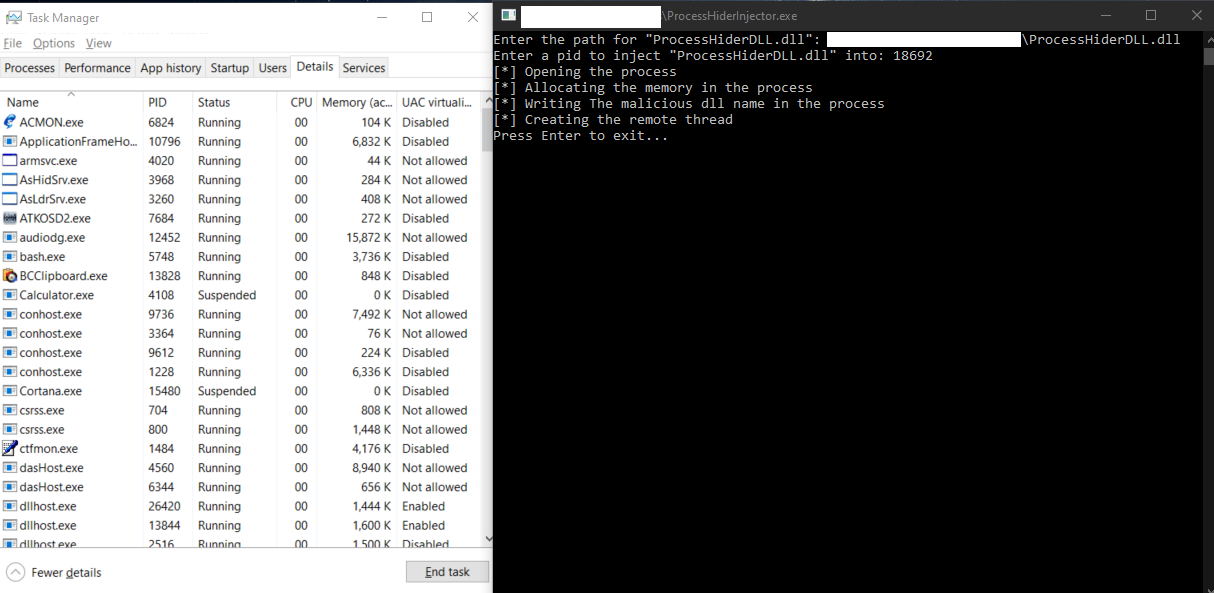 Task Manager
File Options View
Processes Performance App history Startup Users Details Services
Name PID Status CPU Memory (ac... UAC virtuali...
ACMON.exe 6824 Running 00 104 K Disabled
ApplicationFrameHo... 10796 Running 00 6,832 K Disabled
armsvc.exe 4020 Running 00 44 K Not allowed
AsHidSrv.exe 3968 Running 00 284 K Not allowed
AsLdrSrv.exe 3260 Running 00 408 K Not allowed
ATKOSD2.exe 7684 Running 00 272 K Disabled
audiodg.exe 12452 Running 00 15,872 K Not allowed
bash.exe 5748 Running 00 3,736 K Disabled
BCClipboard.exe 13828 Running 00 848 K Disabled
Calculator.exe 4108 Suspended 00 0 K Disabled
conhost.exe 9736 Running 00 7,492 K Not allowed
conhost.exe 3364 Running 00 76 K Not allowed
conhost.exe 9612 Running 00 224 K Disabled
conhost.exe 1228 Running 00 6,336 K Disabled
Cortana.exe 15480 Suspended 00 0 K Disabled
csrss.exe 704 Running 00 808 K Not allowed
csrss.exe 800 Running 00 1,448 K Not allowed
ctfmon.exe 1484 Running 00 4,176 K Disabled
dasHost.exe 4560 Running 00 8,940 K Not allowed
dasHost.exe 6344 Running 00 656 K Not allowed
dllhost.exe 26420 Running 00 1,444 K Enabled
dllhost.exe 13844 Running 00 1,600 K Enabled
dllhost.exe 2516 Running 00 1,500 K Disabled
Fewer details End task
\ProcessHiderInjector.exe
Enter the path for "ProcessHiderDLL.dll": \ProcessHiderDLL.dll
Enter a pid to inject "ProcessHiderDLL.dll" into: 18692
[*] Opening the process
[*] Allocating the memory in the process
[*] Writing The malicious dll name in the process
[*] Creating the remote thread
Press Enter to exit...